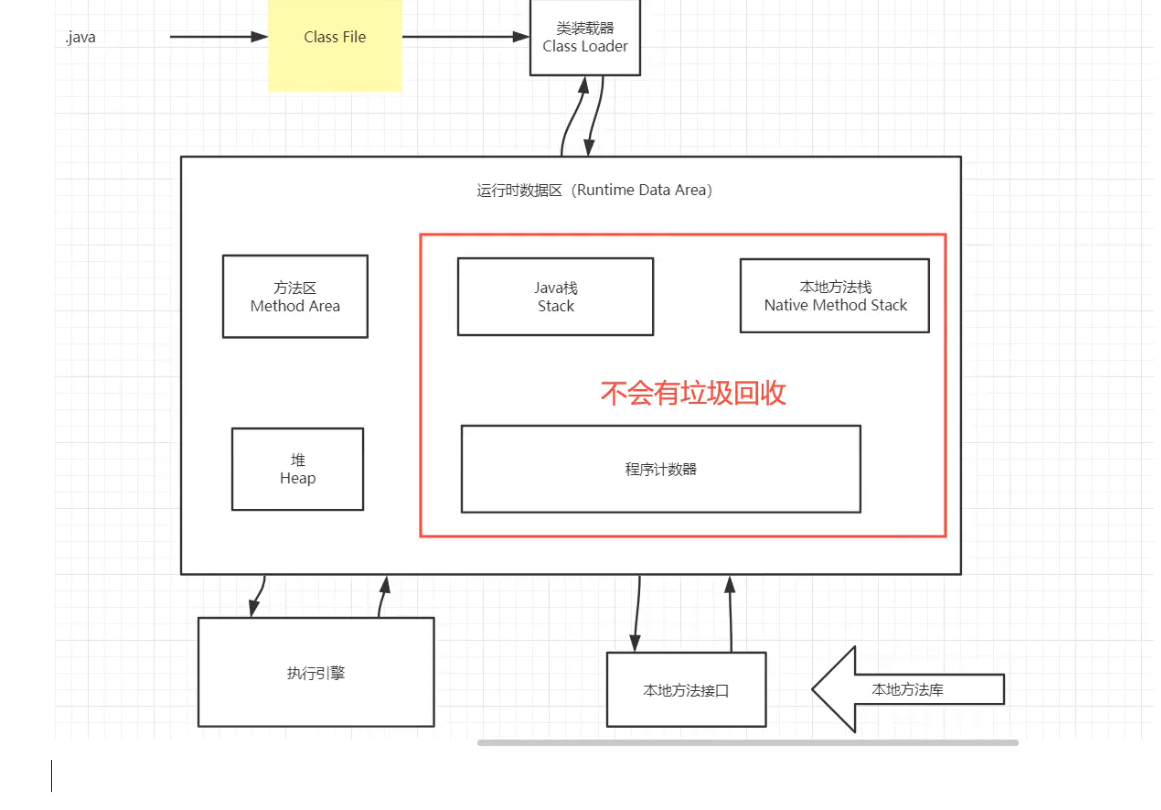 .java
Class File
类装载器
Class Loader
运行时数据区（Runtime Data Area）
方法区
Method Area
Java栈
Stack
本地方法栈
Native Method Stack
不会有垃圾回收
堆
Heap
程序计数器
执行引擎
本地方法接口
本地方法库